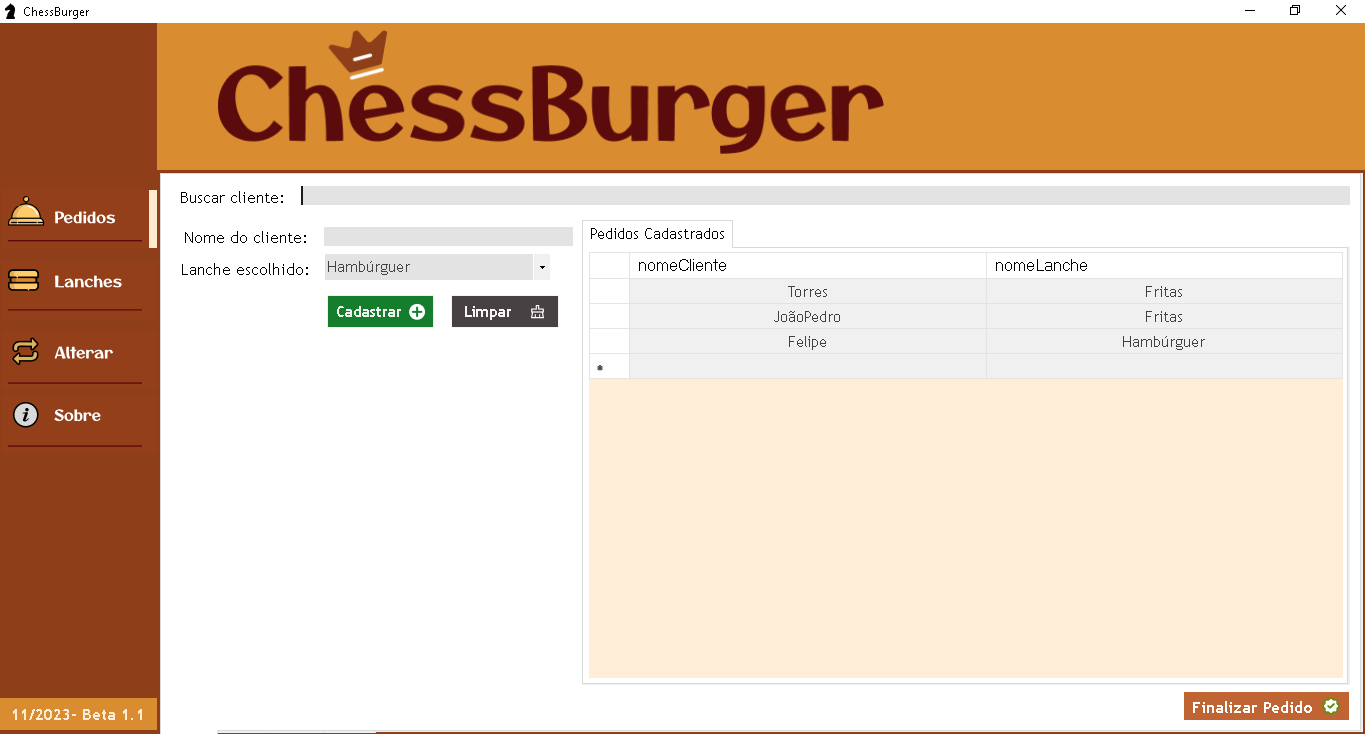 ChessBurger
ChessBurger
Pedidos
Lanches
Alterar
Sobre
11/2023- Beta 1.1
Buscar cliente:
Nome do cliente:
Lanche escolhido: Hambúrguer
Cadastrar Limpar
Pedidos Cadastrados
nomeCliente nomeLanche
Torres Fritas
JoãoPedro Fritas
Felipe Hambúrguer
Finalizar Pedido